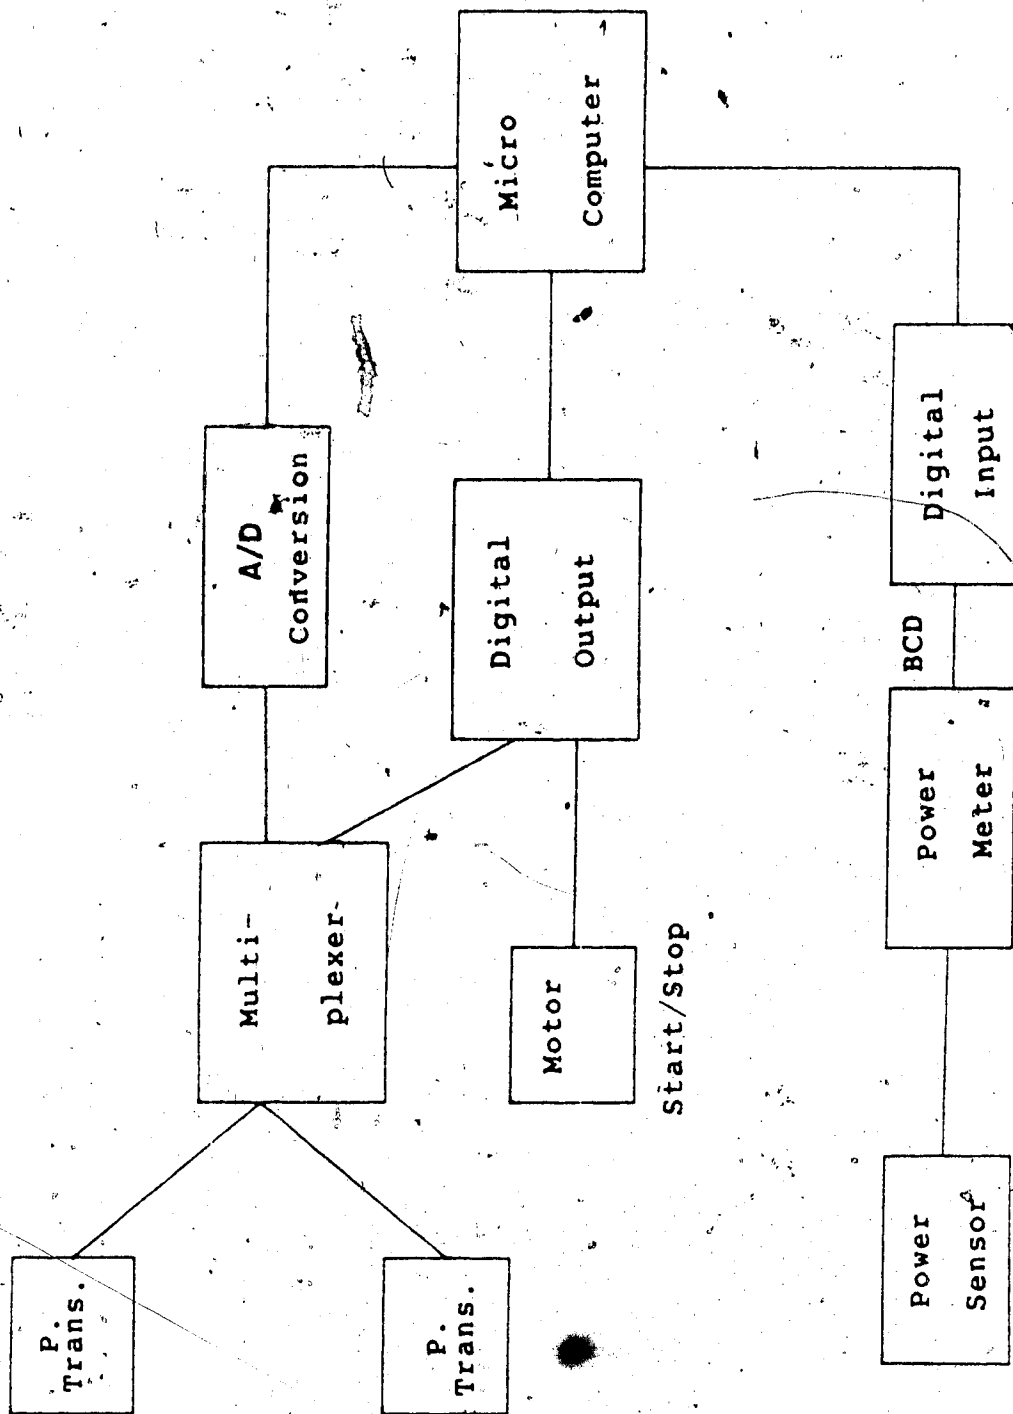 P.
Trans.
Multi-
plexer
A/D
Conversion
Micro
Computer
P.
Trans.
Motor
Start/Stop
Digital
Output
Power
Sensor
Power
Meter
BCD
Digital
Input